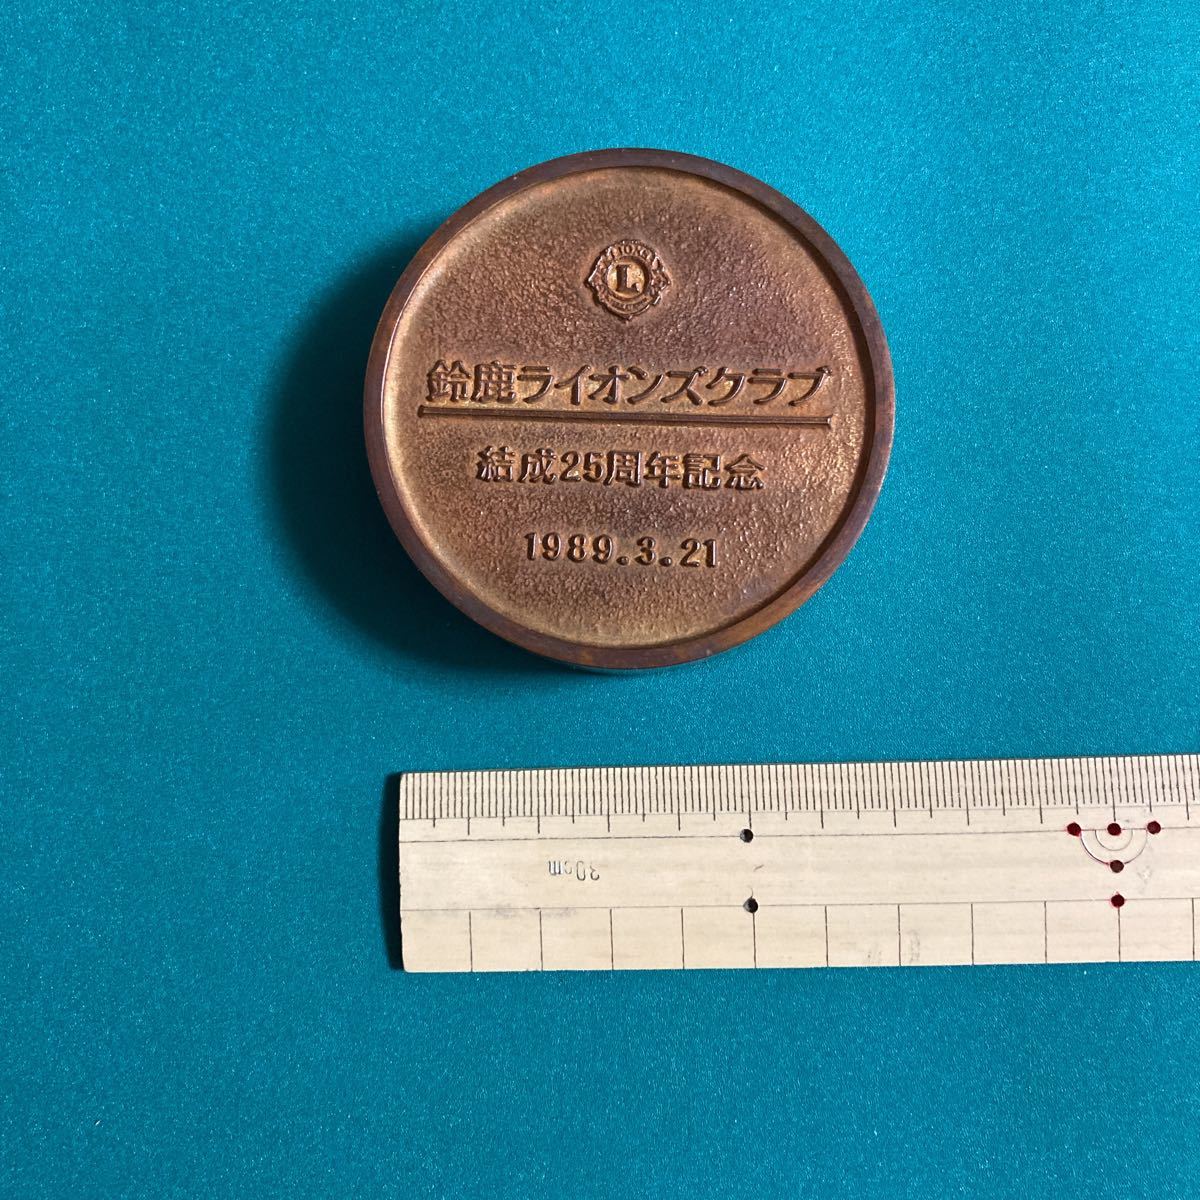 LIONS
L
鈴鹿ライオンズクラブ
結成25周年記念
1989.3.21
30cm